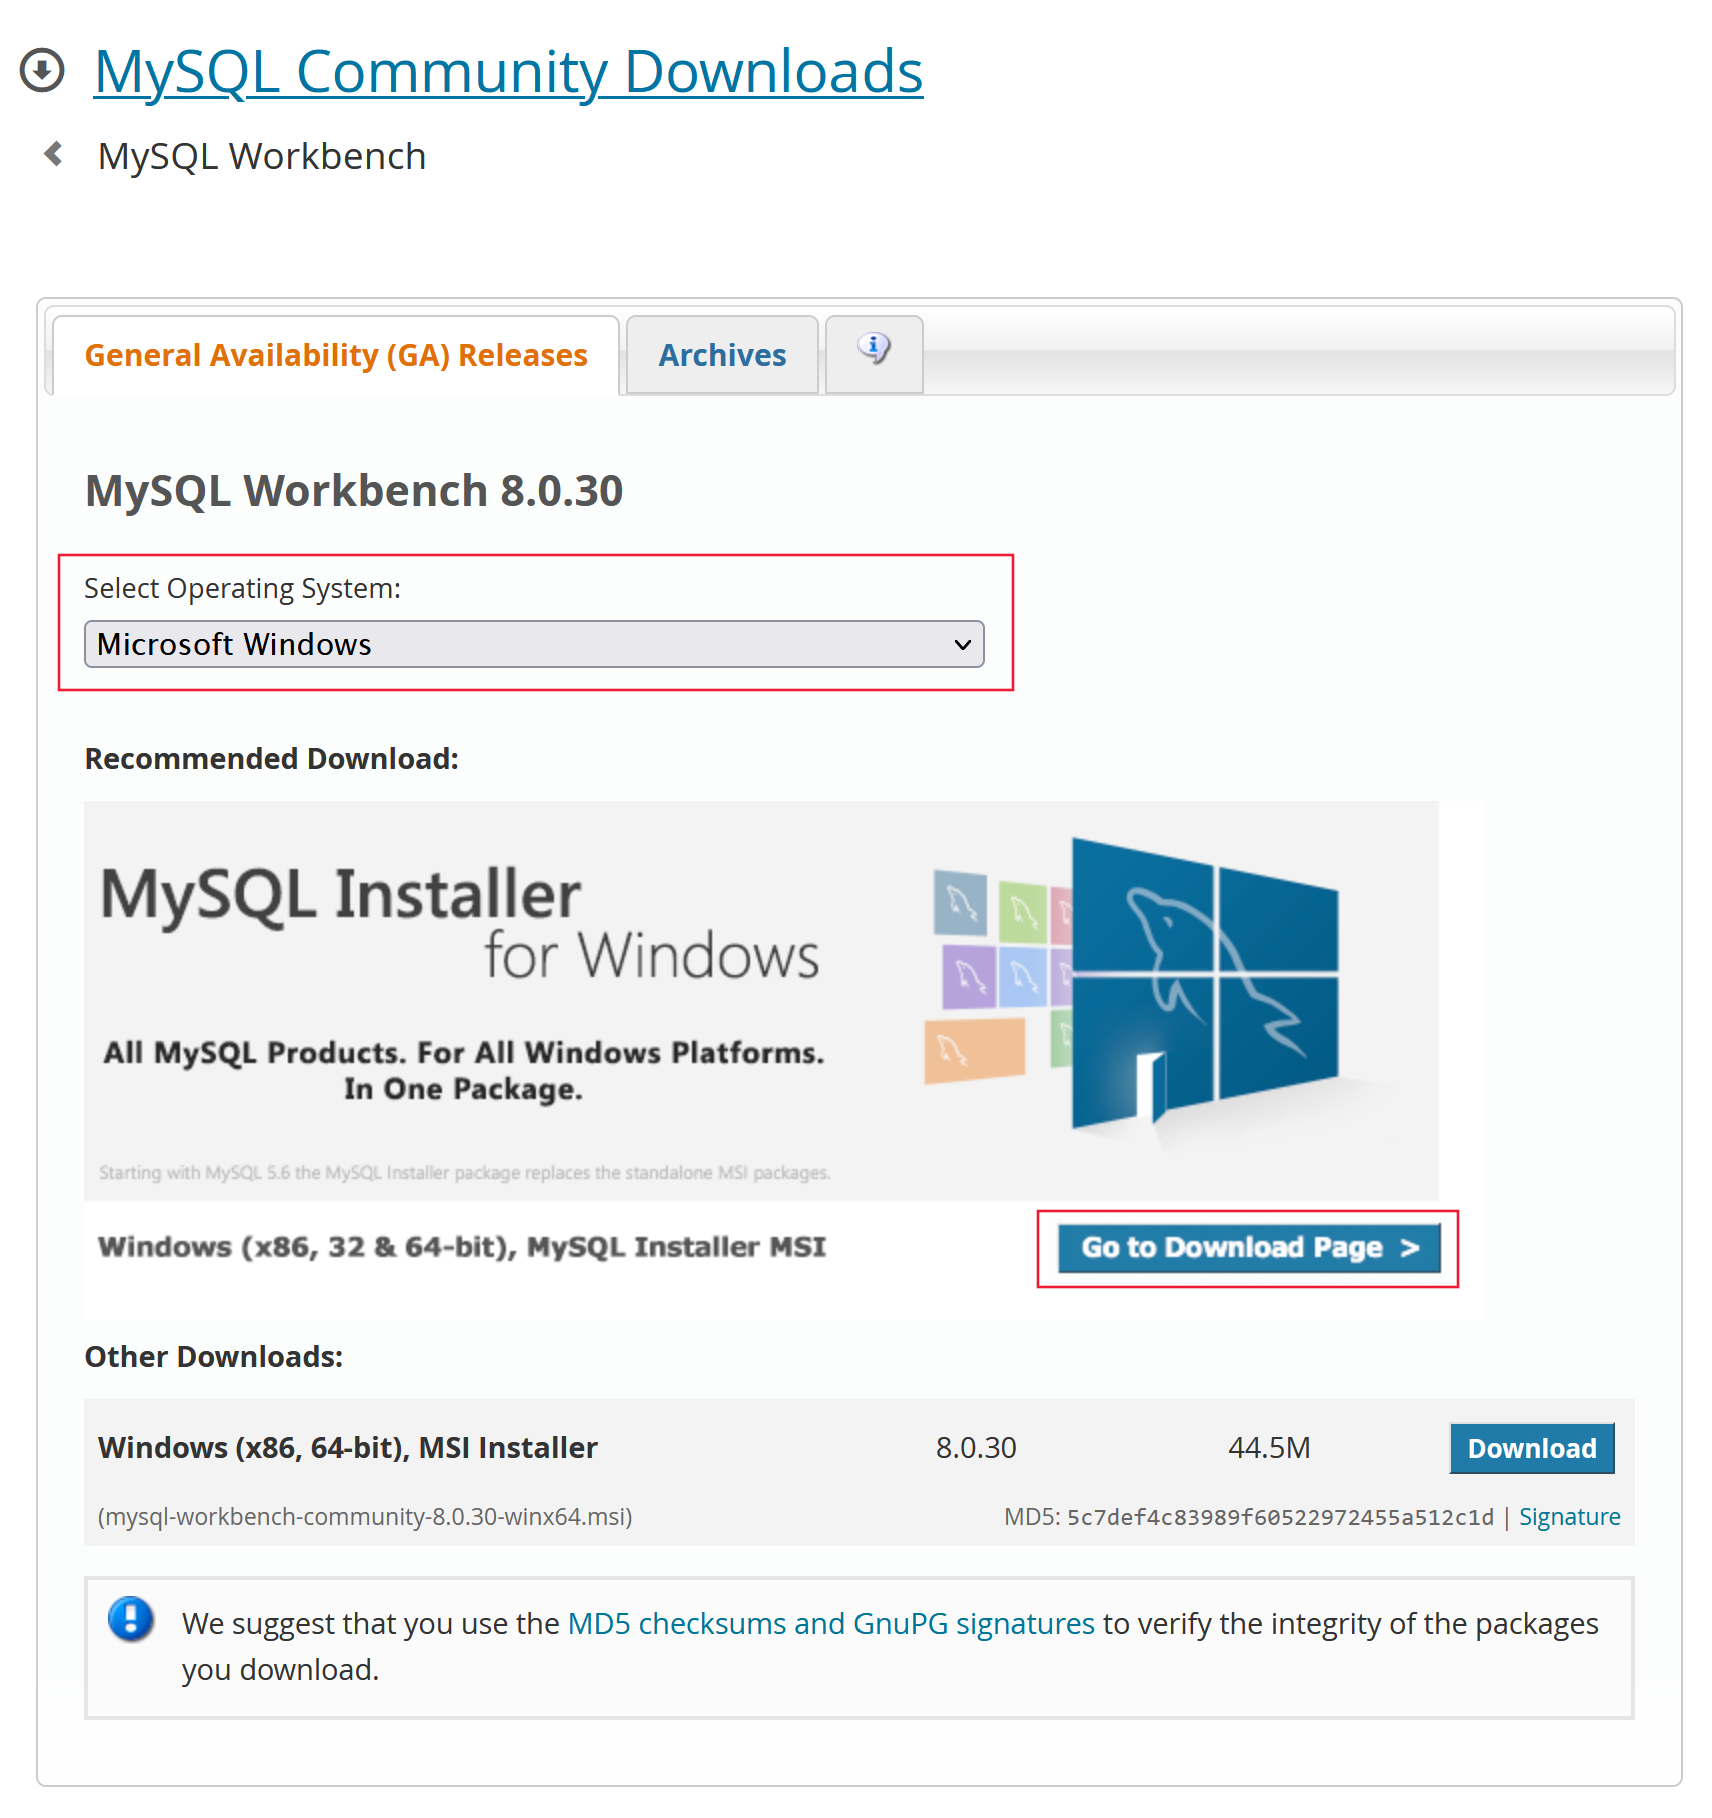 MySQL Community Downloads
MySQL Workbench
General Availability (GA) Releases
Archives
MySQL Workbench 8.0.30
Select Operating System:
Microsoft Windows
Recommended Download:
MySQL Installer
for Windows
All MySQL Products. For All Windows Platforms.
In One Package.
Starting with MySQL 5.6 the MySQL Installer package replaces the standalone MSI packages.
Windows (x86, 32 & 64-bit), MySQL Installer MSI
Go to Download Page >
Other Downloads:
Windows (x86, 64-bit), MSI Installer 8.0.30 44.5M Download
(mysql-workbench-community-8.0.30-winx64.msi) MD5: 5c7def4c83989f60522972455a512c1d | Signature
We suggest that you use the MD5 checksums and GnuPG signatures to verify the integrity of the packages
you download.